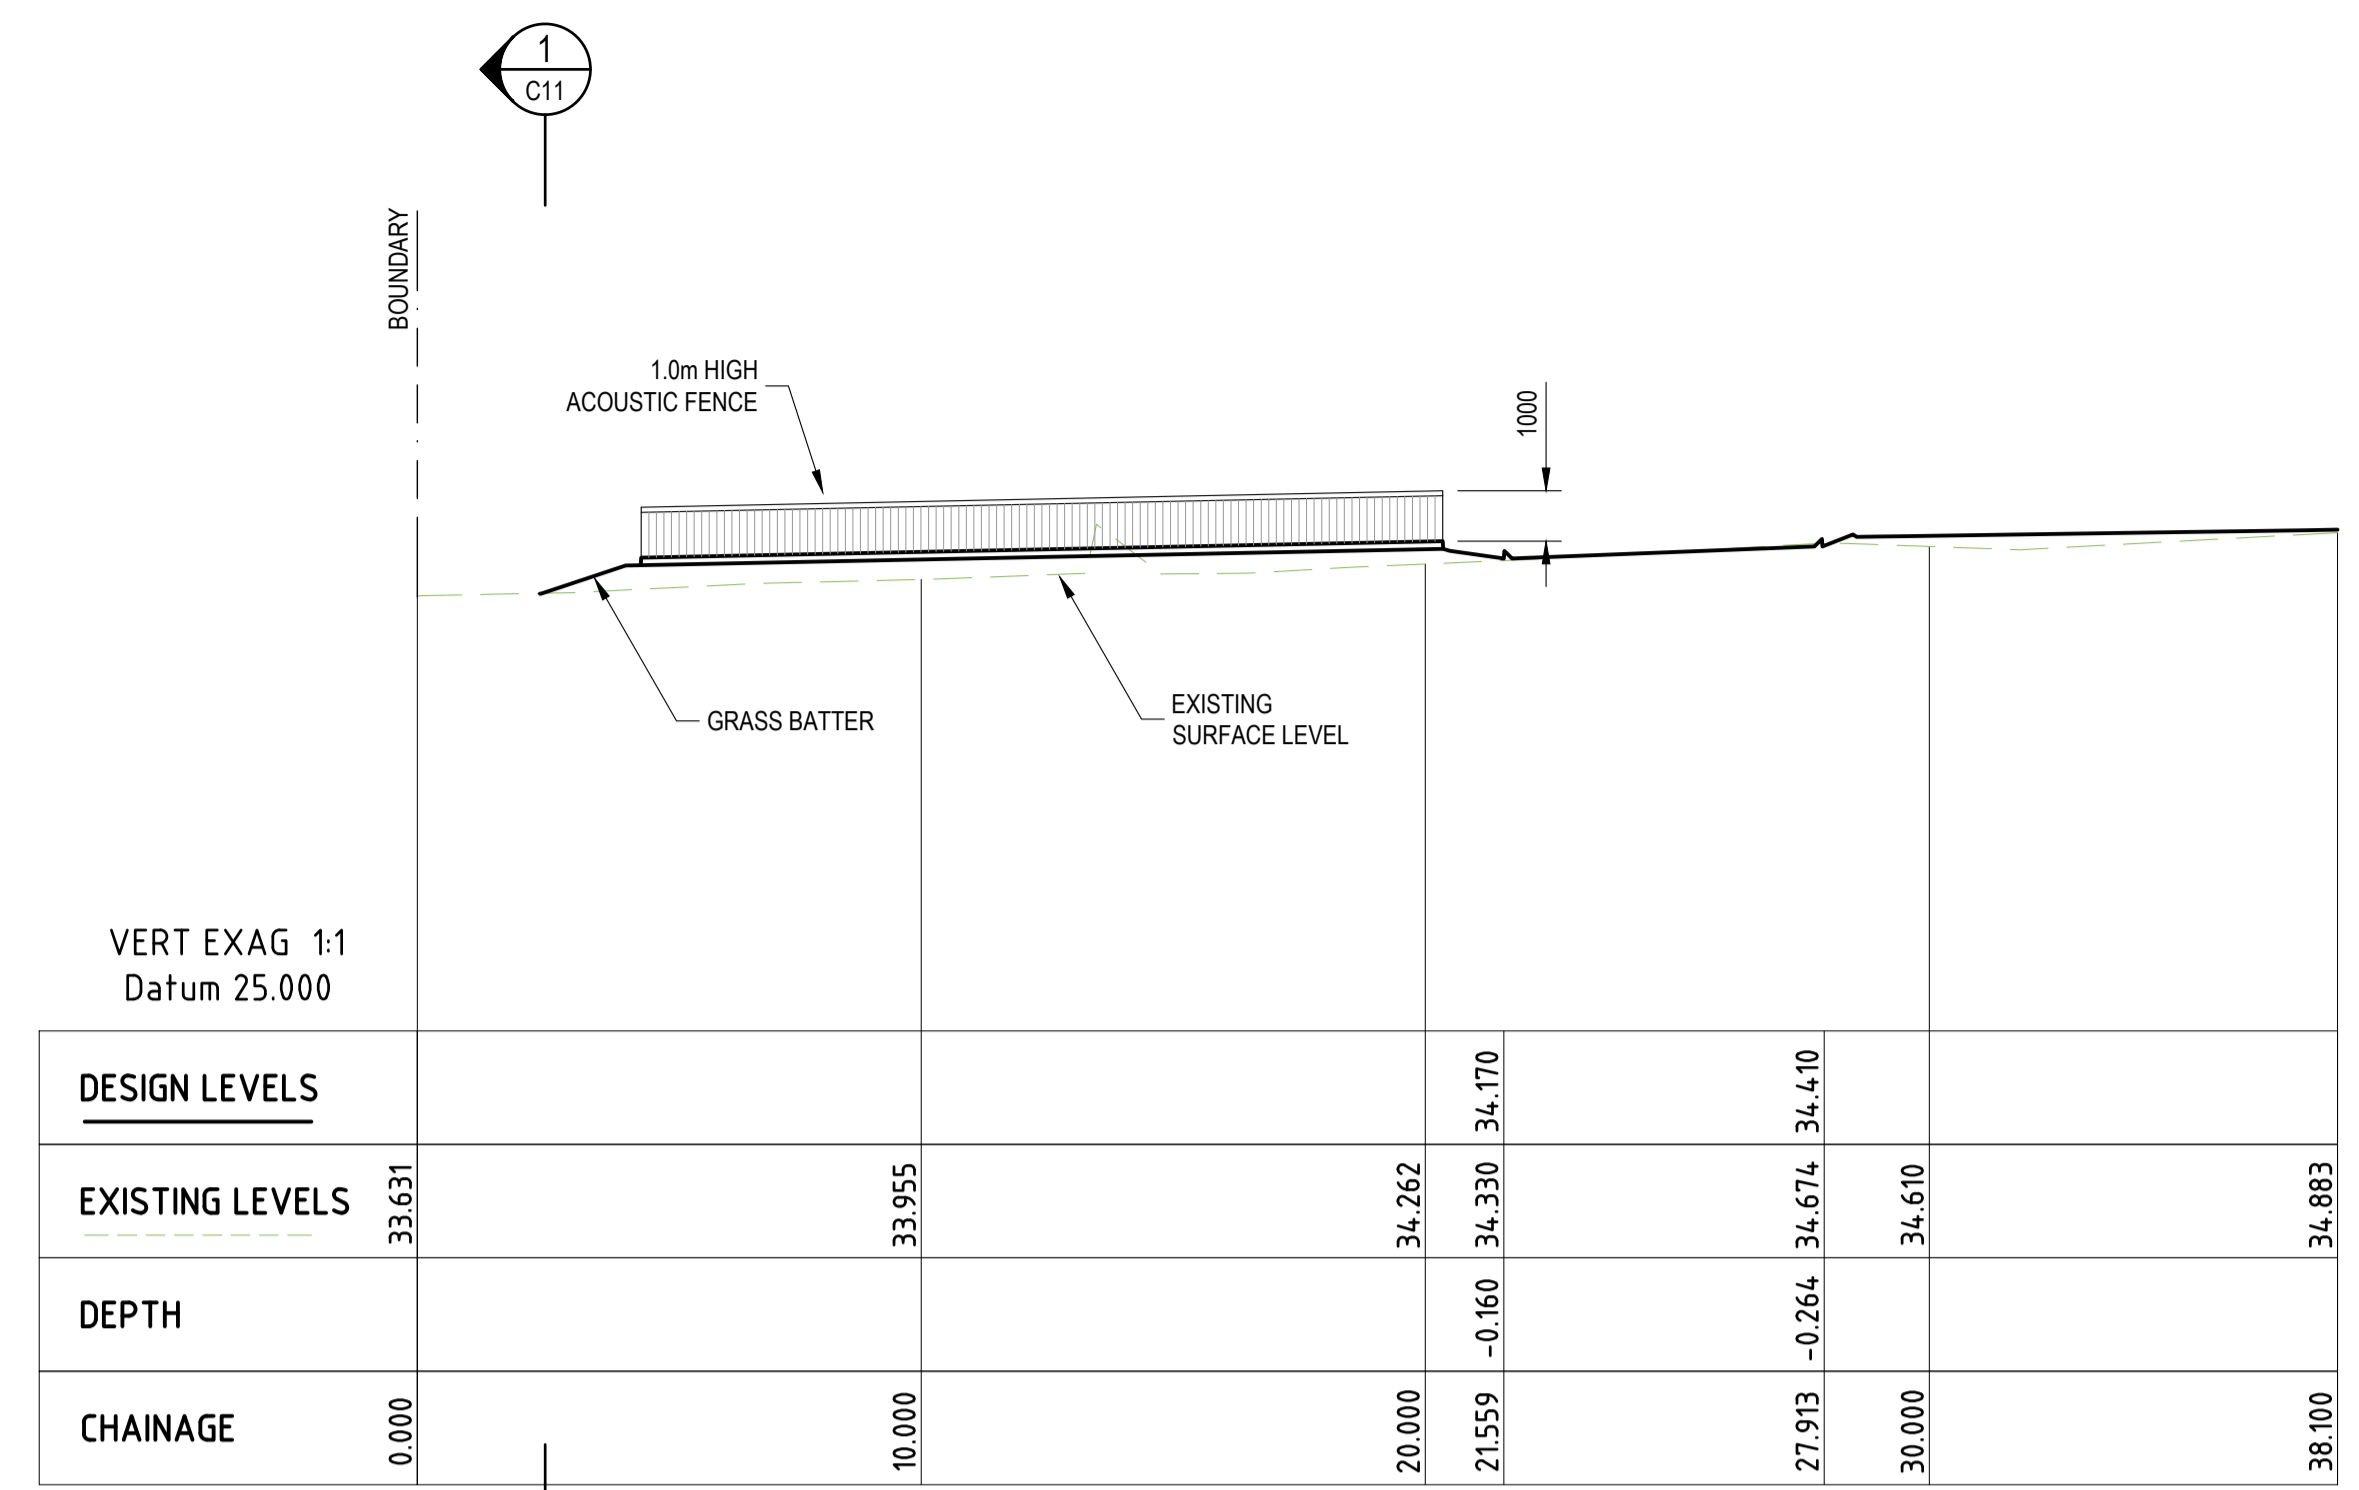 1
C11
BOUNDARY
1.0m HIGH
ACOUSTIC FENCE
1000
GRASS BATTER
EXISTING
SURFACE LEVEL
VERT EXAG 1:1
Datum 25.000
DESIGN LEVELS
34.170
34.410
EXISTING LEVELS
33.631
33.955
34.262
34.330
34.674
34.610
34.883
DEPTH
-0.160
-0.264
CHAINAGE
0.000
10.000
20.000
21.559
27.913
30.000
38.100